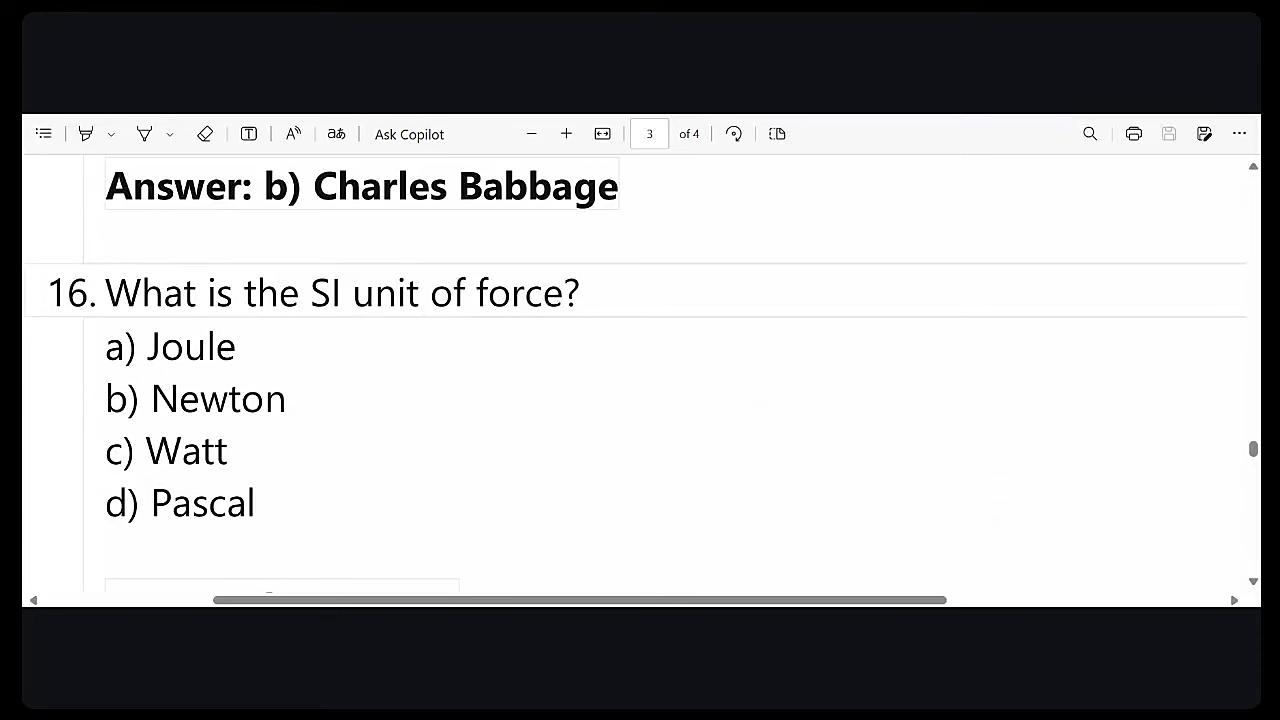 Ask Copilot
3 of 4
Answer: b) Charles Babbage
16. What is the SI unit of force?
a) Joule
b) Newton
c) Watt
d) Pascal